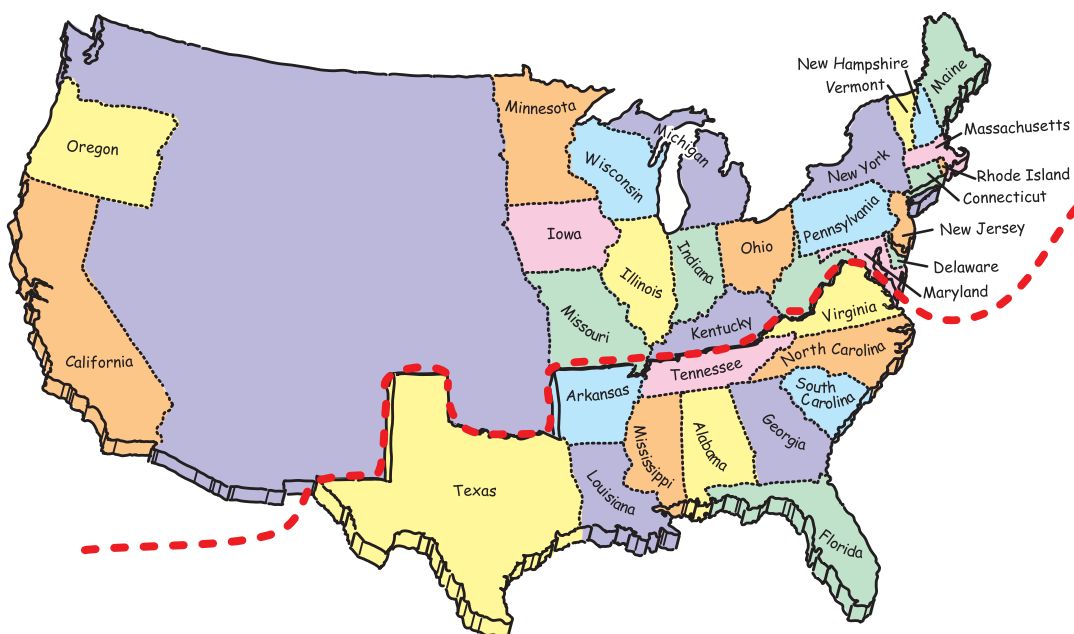 New Hampshire
Vermont
Maine
Minnesota
Oregon
Michigan
Massachusetts
Wisconsin
New York
Rhode Island
Connecticut
Pennsylvania
New Jersey
Iowa
Ohio
Indiana
Illinois
Delaware
Maryland
Virginia
Missouri
Kentucky
North Carolina
California
Tennessee
Arkansas
South
Carolina
Georgia
Alabama
Mississippi
Texas
Louisiana
Florida